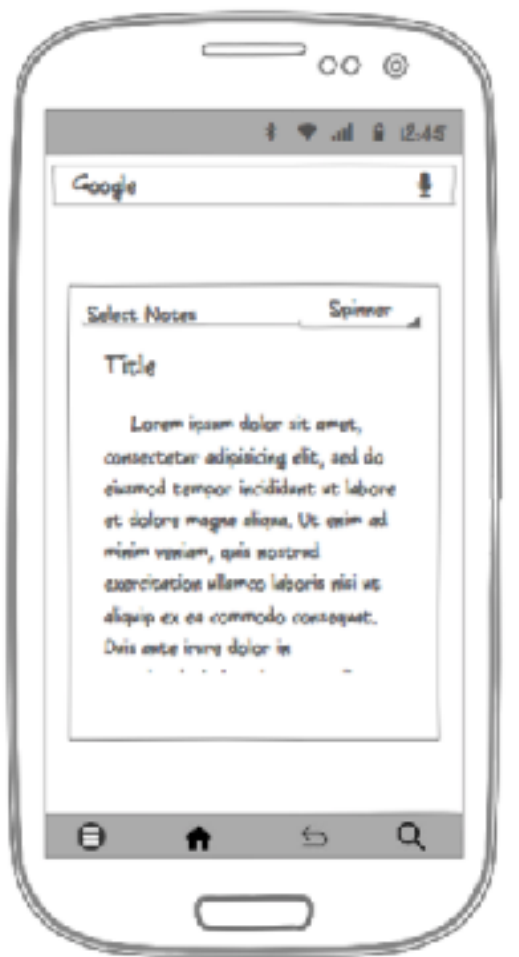 12:45
Google
Select Notes
Spinner
Title
Lorem ipsum dolor sit amet,
consectetur adipisicing elit, sed do
eiusmod tempor incididunt ut labore
et dolore magna aliqua. Ut enim ad
minim veniam, quis nostrud
exercitation ullamco laboris nisi ut
aliquip ex ea commodo consequat.
Duis aute irure dolor in